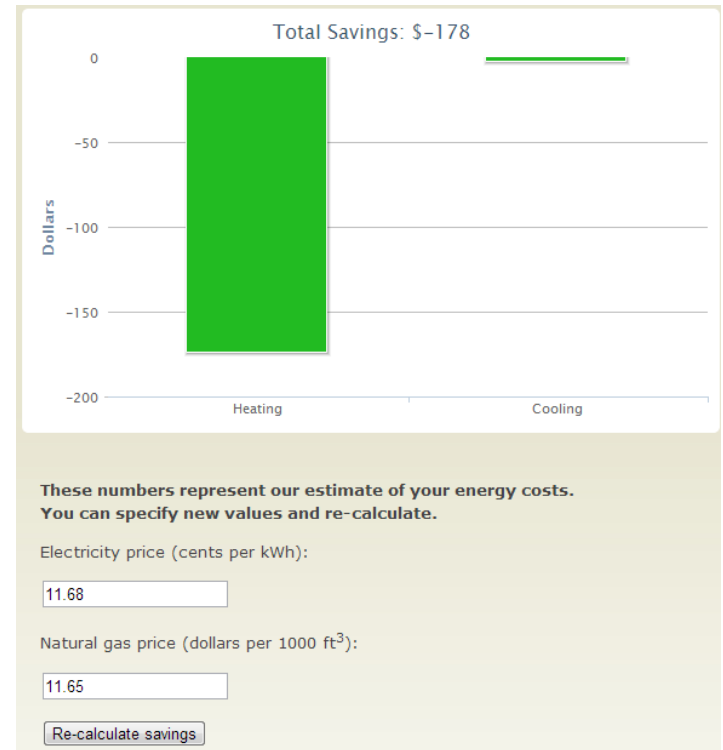 Total Savings: $-178
0
-50
-100
-150
-200
Dollars
Heating Cooling
These numbers represent our estimate of your energy costs.
You can specify new values and re-calculate.
Electricity price (cents per kWh):
11.68
Natural gas price (dollars per 1000 ft³):
11.65
Re-calculate savings